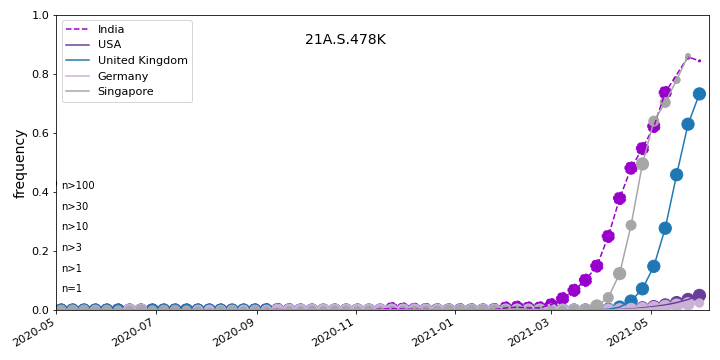 21A.S.478K
India
USA
United Kingdom
Germany
Singapore
frequency
1.0
0.8
0.6
0.4
0.2
0.0
n>100
n>30
n>10
n>3
n>1
n=1
2020-05
2020-07
2020-09
2020-11
2021-01
2021-03
2021-05